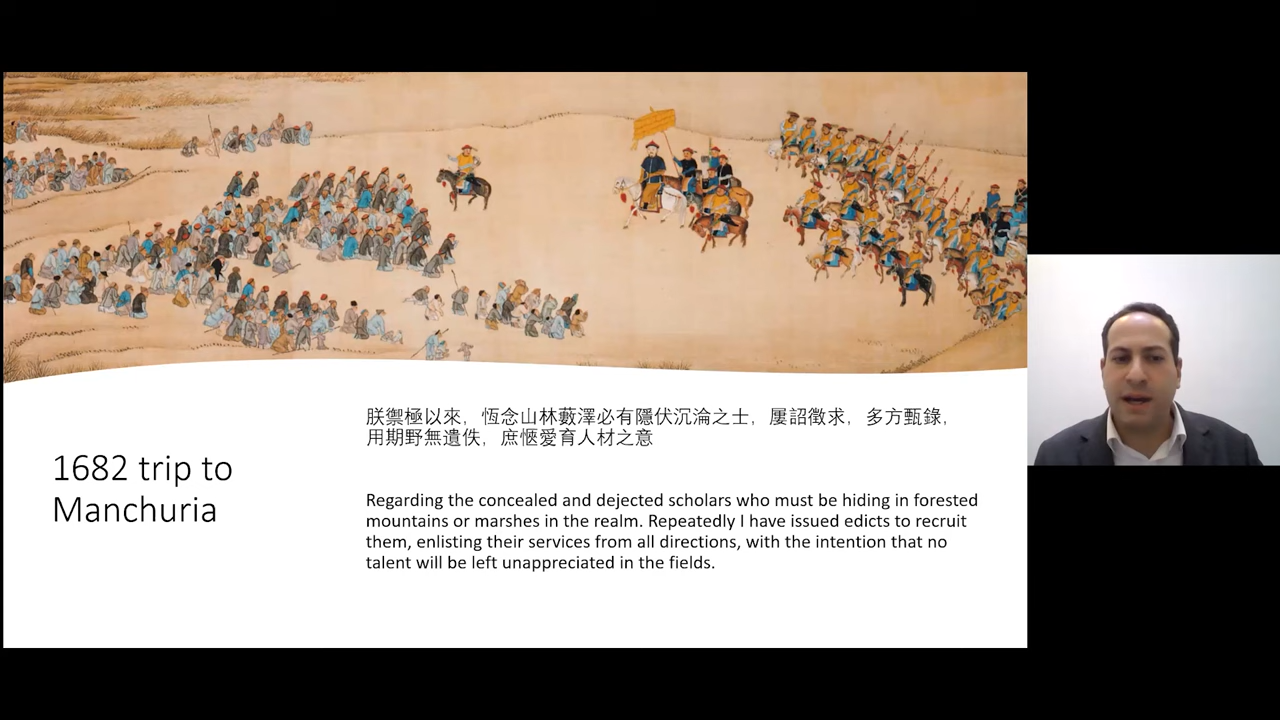 朕禦極以來，恆念山林藪澤必有隱伏沉淪之士，屢詔徵求，多方甄錄，
用期野無遺佚，庶愜愛育人材之意
1682 trip to
Manchuria
Regarding the concealed and dejected scholars who must be hiding in forested
mountains or marshes in the realm. Repeatedly I have issued edicts to recruit
them, enlisting their services from all directions, with the intention that no
talent will be left unappreciated in the fields.